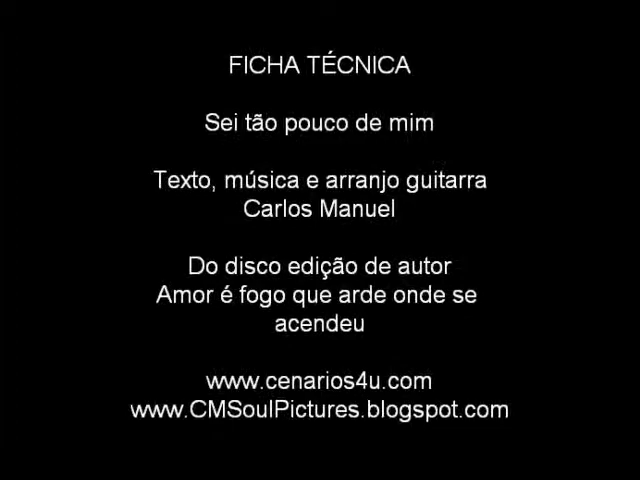 FICHA TÉCNICA
Sei tão pouco de mim
Texto, música e arranjo guitarra
Carlos Manuel
Do disco edição de autor
Amor é fogo que arde onde se
acendeu
www.cenarios4u.com
www.CMSoulPictures.blogspot.com